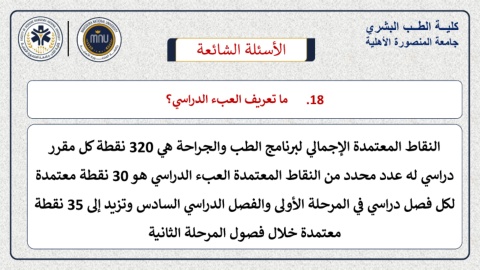 كلية الطب البشري
جامعة المنصورة الأهلية
MNU
الأسئلة الشائعة
18. ما تعريف العبء الدراسي؟
النقاط المعتمدة الإجمالي لبرنامج الطب والجراحة هي 320 نقطة كل مقرر
دراسي له عدد محدد من النقاط المعتمدة العبء الدراسي هو 30 نقطة معتمدة
لكل فصل دراسي في المرحلة الأولى والفصل الدراسي السادس وتزيد إلى 35 نقطة
معتمدة خلال فصول المرحلة الثانية